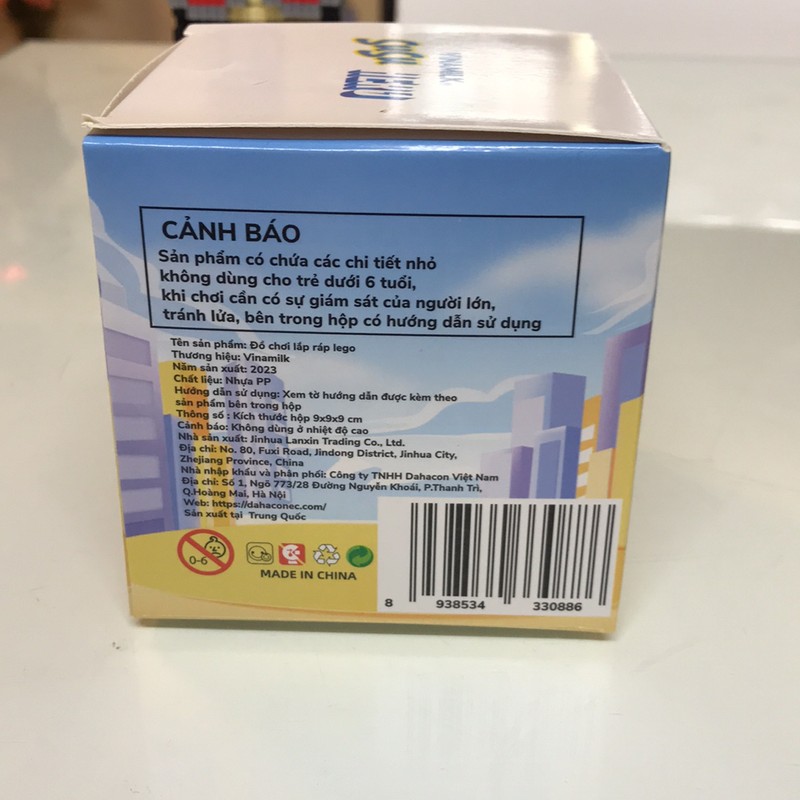 VINAMILK
CẢNH BÁO
Sản phẩm có chứa các chi tiết nhỏ
không dùng cho trẻ dưới 6 tuổi,
khi chơi cần có sự giám sát của người lớn,
tránh lửa, bên trong hộp có hướng dẫn sử dụng
Tên sản phẩm: Đồ chơi lắp ráp lego
Thương hiệu: Vinamilk
Năm sản xuất: 2023
Chất liệu: Nhựa PP
Hướng dẫn sử dụng: Xem tờ hướng dẫn được kèm theo
sản phẩm bên trong hộp
Thông số : Kích thước hộp 9x9x9 cm
Cảnh báo: Không dùng ở nhiệt độ cao
Nhà sản xuất: Jinhua Lanxin Trading Co., Ltd.
Địa chỉ: No. 80, Fuxi Road, Jindong District, Jinhua City,
Zhejiang Province, China
Nhà nhập khẩu và phân phối: Công ty TNHH Dahacon Việt Nam
Địa chỉ: Số 1, Ngõ 773/28 Đường Nguyễn Khoái, P.Thanh Trì,
Q.Hoàng Mai, Hà Nội
Web: https://dahaconec.com/
Sản xuất tại Trung Quốc
0-6
MADE IN CHINA
8 938534 330886